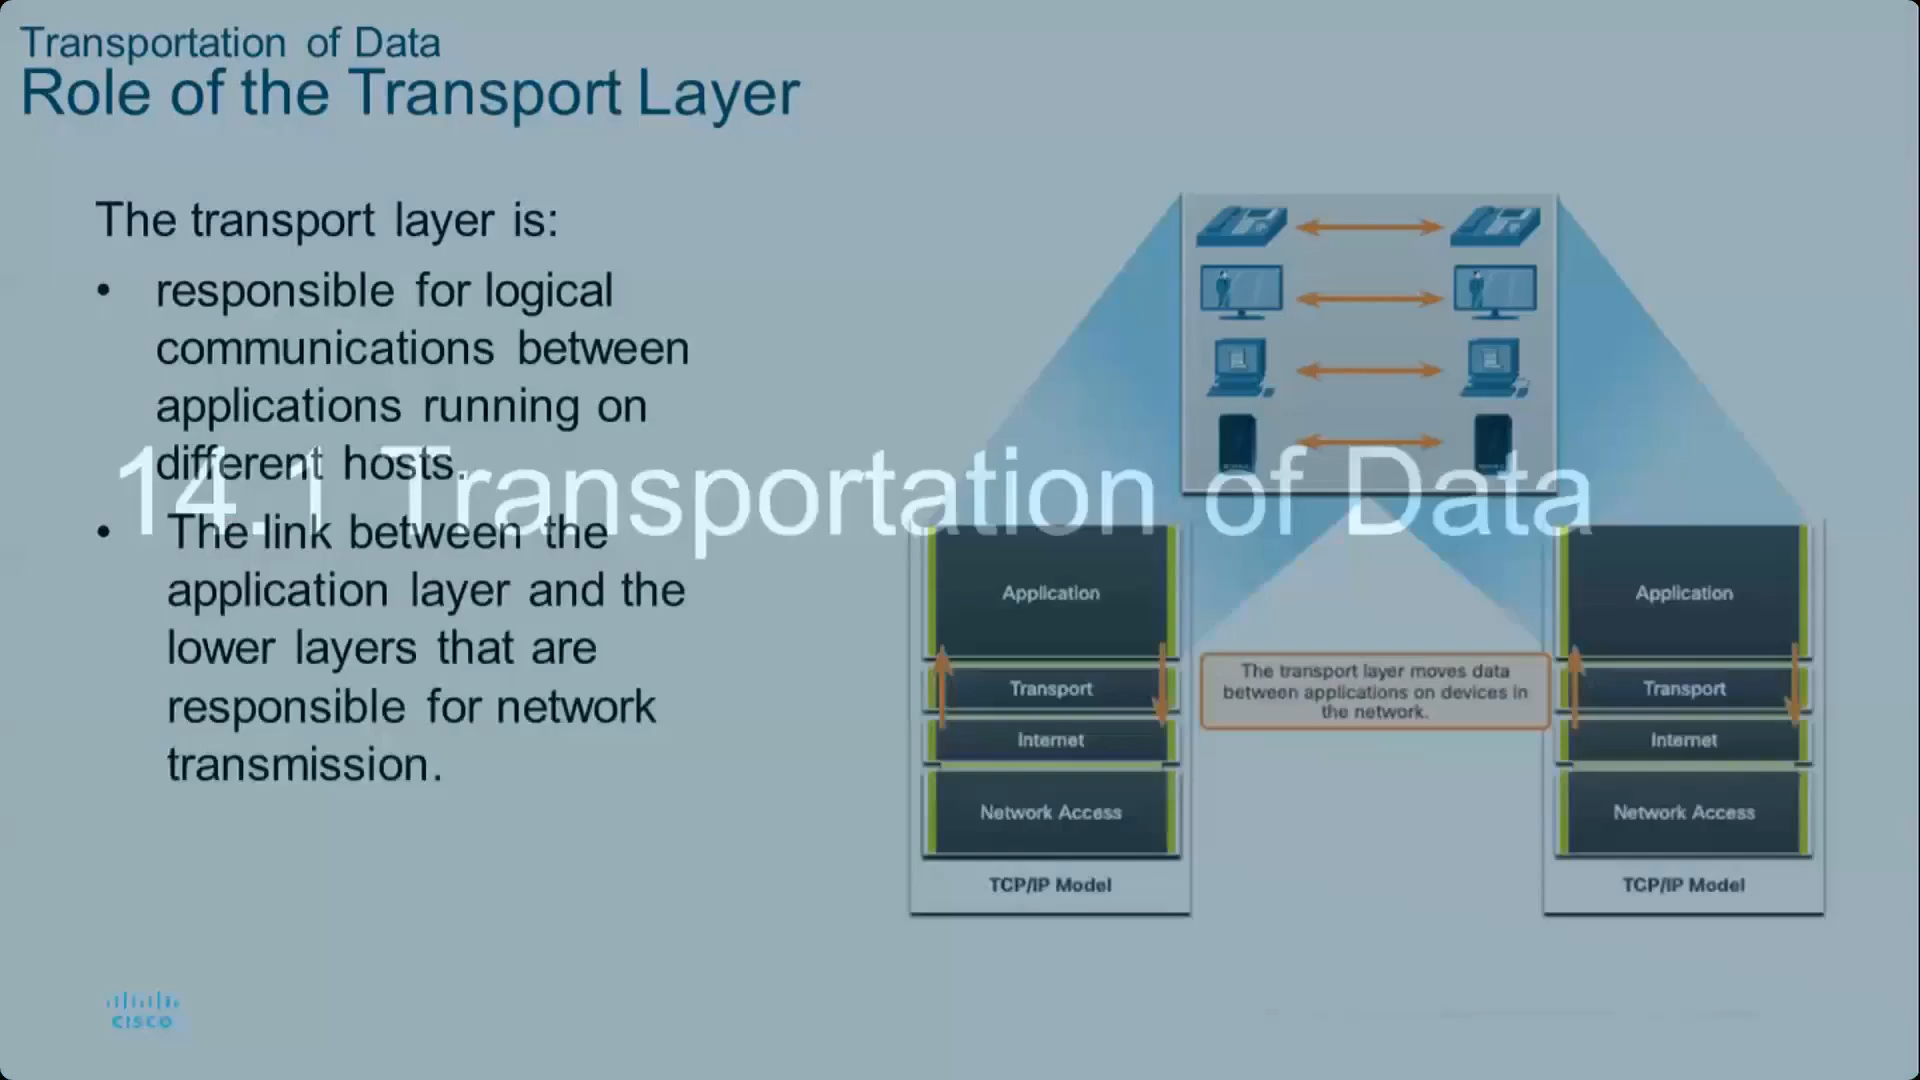 Transportation of Data
Role of the Transport Layer
The transport layer is:
• responsible for logical
communications between
applications running on
different hosts.
• The link between the
application layer and the
lower layers that are
responsible for network
transmission.
14.1 Transportation of Data
Application
Transport
Internet
Network Access
TCP/IP Model
The transport layer moves data
between applications on devices in
the network.
Application
Transport
Internet
Network Access
TCP/IP Model
CISCO